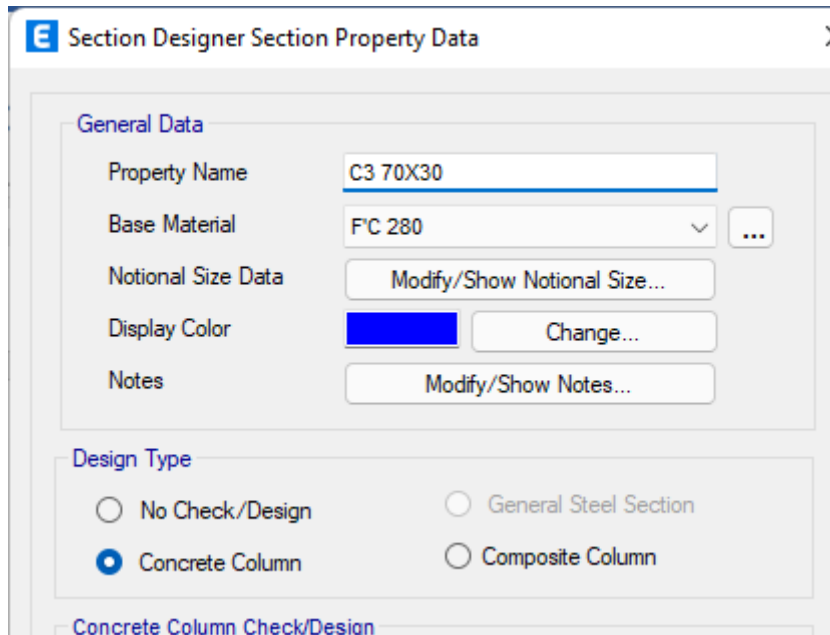 E Section Designer Section Property Data
General Data
Property Name C3 70X30
Base Material F'C 280 ...
Notional Size Data Modify/Show Notional Size...
Display Color Change...
Notes Modify/Show Notes...
Design Type
No Check/Design General Steel Section
Concrete Column Composite Column
Concrete Column Check/Design